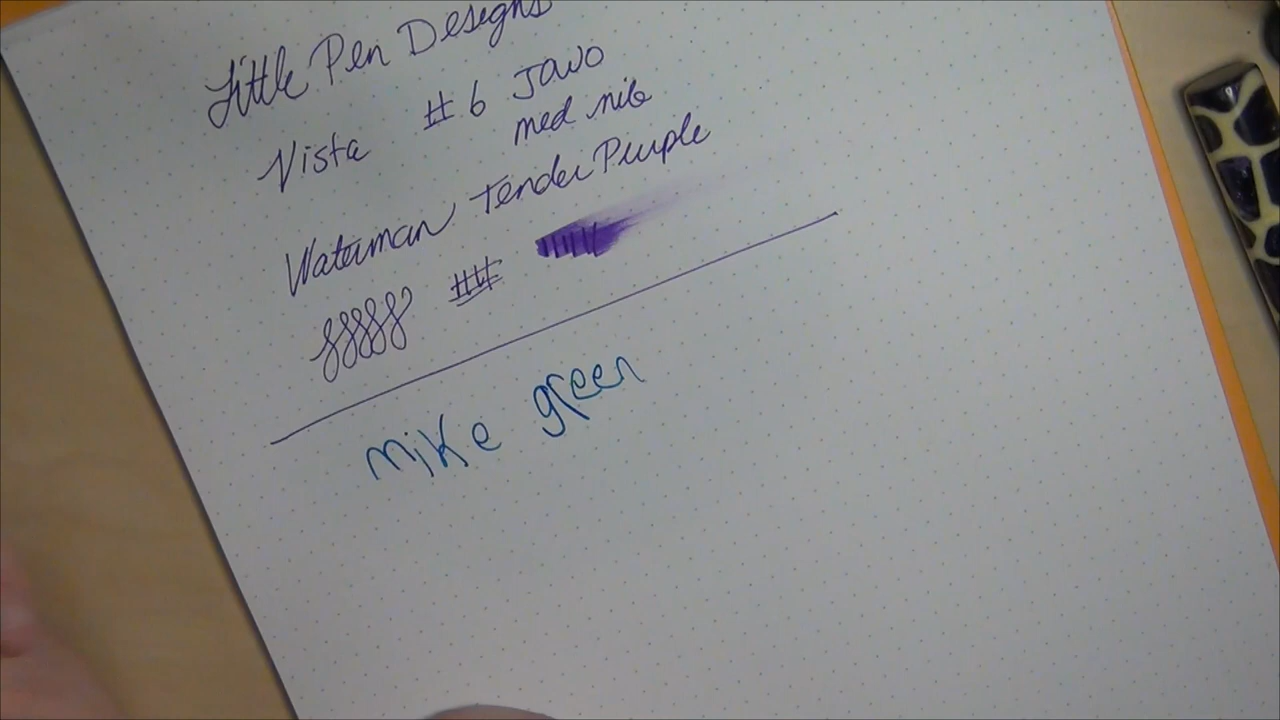 Little Pen Designs
Vista # 6 JOWO
med nib
Waterman Tender Purple
mike green